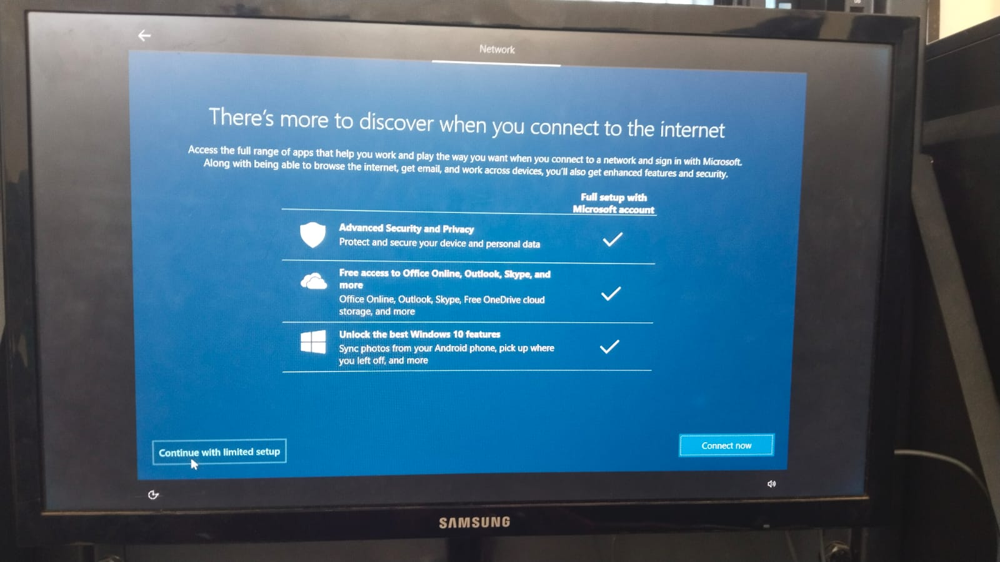 Network
There's more to discover when you connect to the internet
Access the full range of apps that help you work and play the way you want when you connect to a network and sign in with Microsoft.
Along with being able to browse the internet, get email, and work across devices, you'll also get enhanced features and security.
Full setup with
Microsoft account
Advanced Security and Privacy
Protect and secure your device and personal data
Free access to Office Online, Outlook, Skype, and
more
Office Online, Outlook, Skype, Free OneDrive cloud
storage, and more
Unlock the best Windows 10 features
Sync photos from your Android phone, pick up where
you left off, and more
Continue with limited setup
Connect now
SAMSUNG